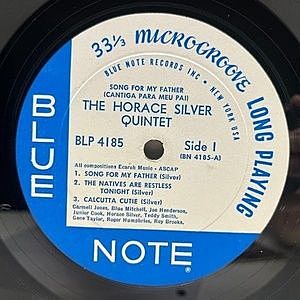 33⅓ MICROGROOVE LONG PLAYING
BLUE NOTE RECORDS INC • NEW YORK USA
SONG FOR MY FATHER
(CANTIGA PARA MEU PAI)
THE HORACE SILVER
QUINTET
BLP 4185 Side 1
(BN 4185-A)
All compositions Ecaroh Music - ASCAP
1. SONG FOR MY FATHER (Silver)
2. THE NATIVES ARE RESTLESS
TONIGHT (Silver)
3. CALCUTTA CUTIE (Silver)
Carmell Jones, Blue Mitchell, Joe Henderson,
Junior Cook, Horace Silver, Teddy Smith,
Gene Taylor, Roger Humphries, Roy Brooks.
BLUE
NOTE
®